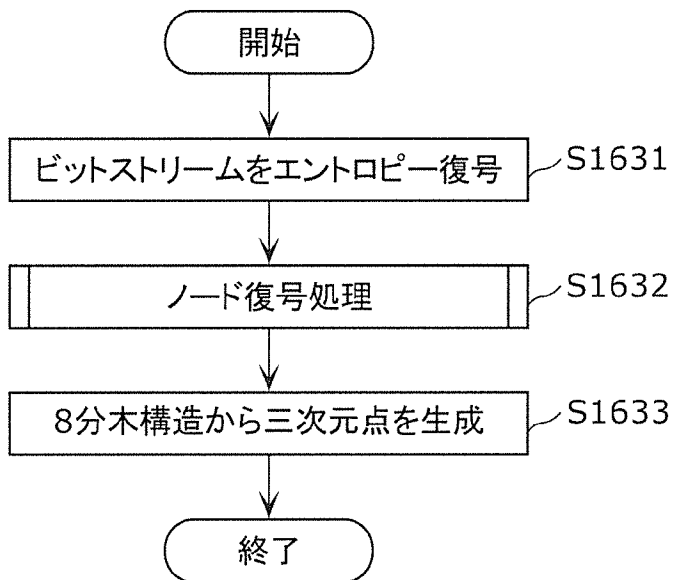 開始
ビットストリームをエントロピー復号
S1631
ノード復号処理
S1632
8分木構造から三次元点を生成
S1633
終了